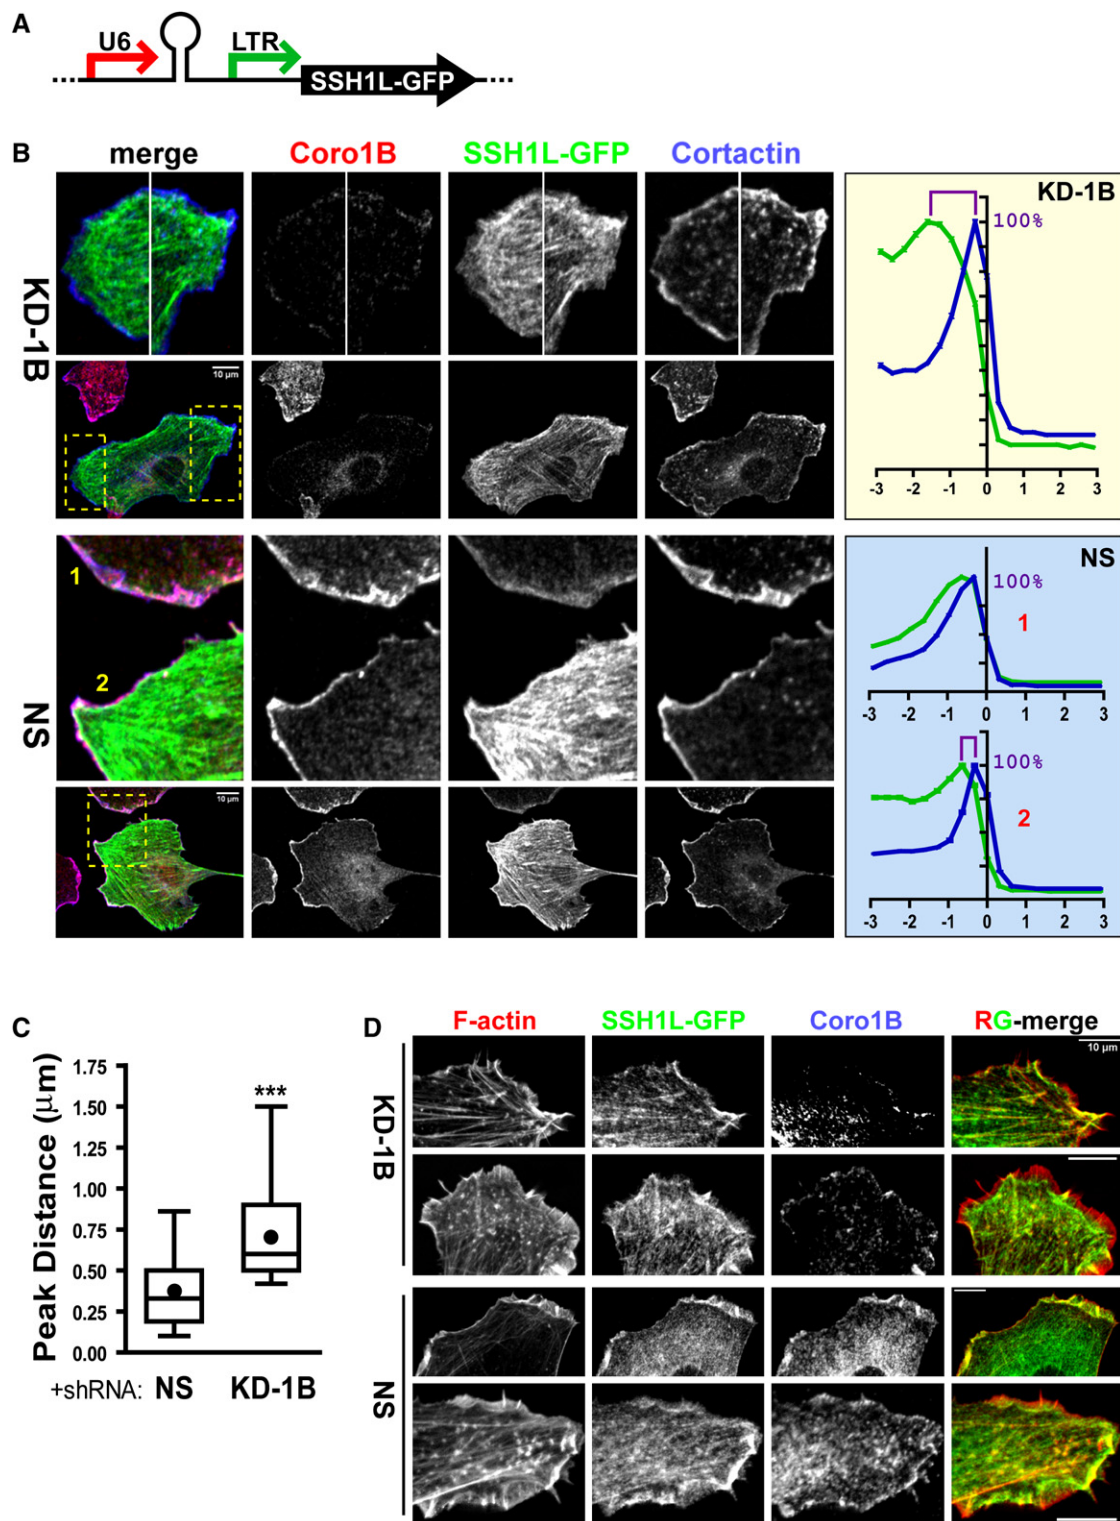 A
U6
LTR
SSH1L-GFP
B
merge
Coro1B
SSH1L-GFP
Cortactin
KD-1B
10 μm
KD-1B
100%
-3 -2 -1 0 1 2 3
NS
1
2
10 μm
NS
100%
1
-3 -2 -1 0 1 2 3
100%
2
-3 -2 -1 0 1 2 3
C
Peak Distance (μm)
1.75
1.50
1.25
1.00
0.75
0.50
0.25
0.00
***
+shRNA: NS KD-1B
D
F-actin
SSH1L-GFP
Coro1B
RG-merge
KD-1B
10 μm
NS